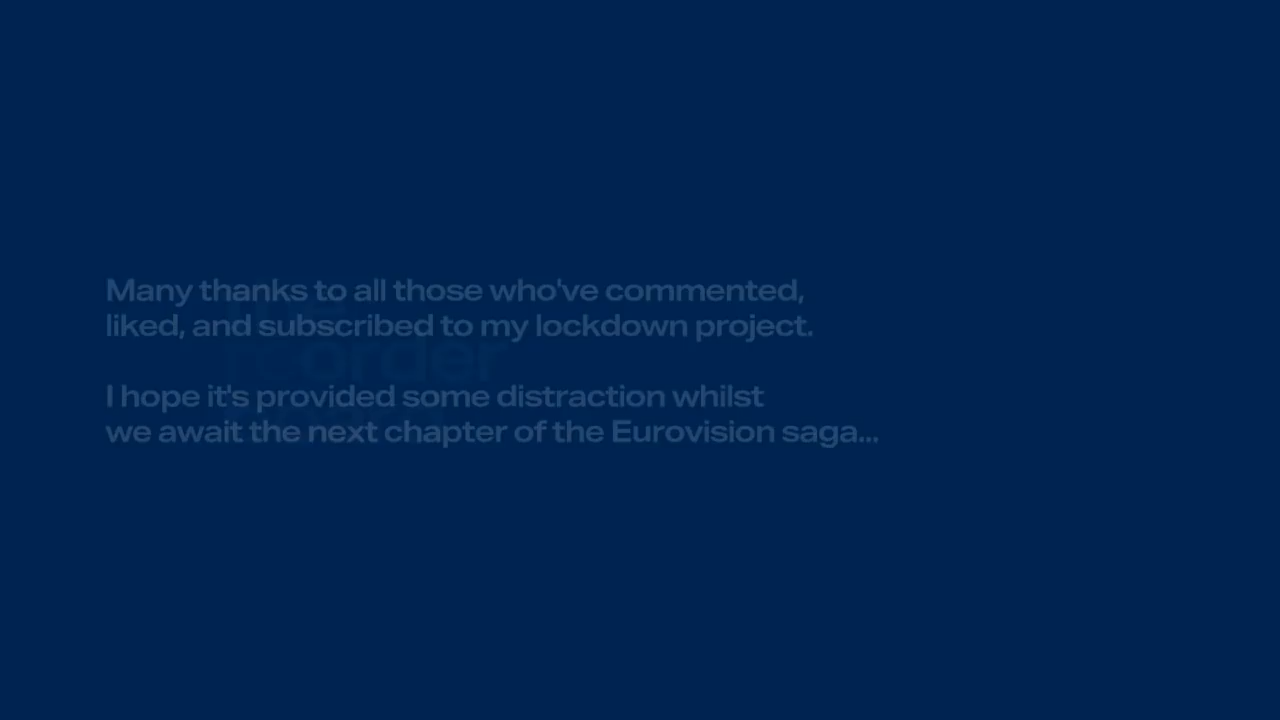 Many thanks to all those who've commented,
liked, and subscribed to my lockdown project.
I hope it's provided some distraction whilst
we await the next chapter of the Eurovision saga...